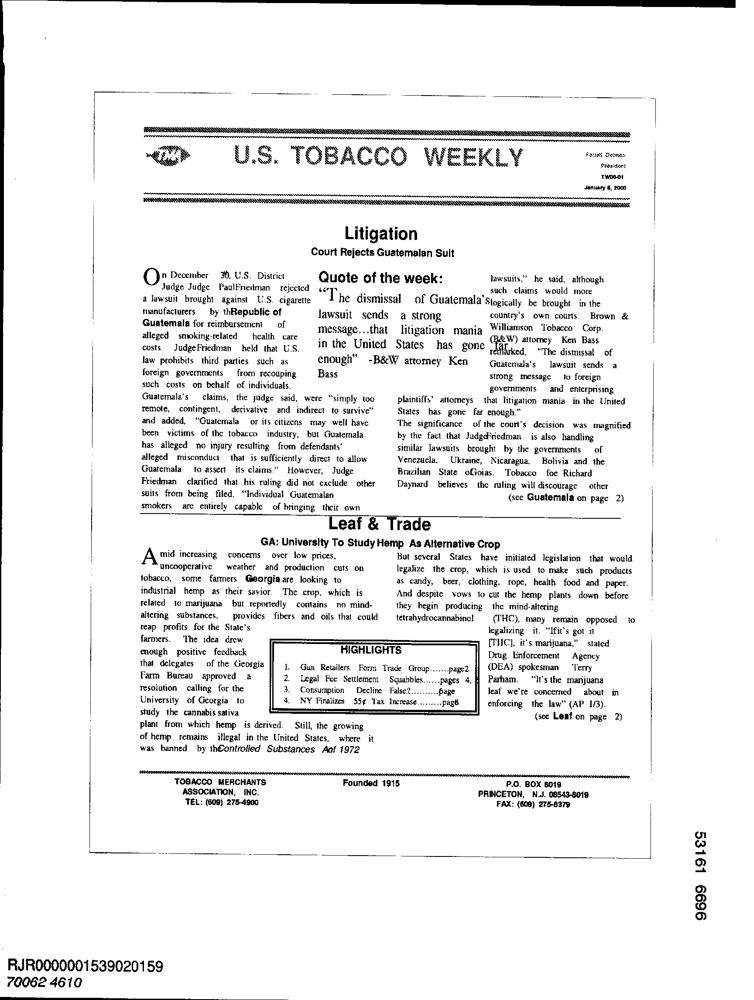 TMA
U.S. TOBACCO WEEKLY
President
TW00-01
January 6, 2000
Litigation
Court Rejects Guatemalan Suit
On December 30, U.S. District
Judge Judge PaulFriedman rejected
a lawsuit brought against U.S. cigarette
manufacturers by thRepublic of
Guatemala for reimbursement of
alleged smoking-related health care
costs. JudgeFriedman held that U.S.
law prohibits third parties such as
foreign governments from recouping
such costs on behalf of individuals.
Guatemala's claims, the judge said, were "simply too
remote, contingent, derivative and indirect to survive"
and added, "Guatemala or its citizens may well have
been victims of the tobacco industry, but Guatemala
has alleged no injury resulting from defendants'
alleged misconduct that is sufficiently direct to allow
Guatemala to assert its claims" However, Judge
Friedman clarified that his ruling did not exclude other
suits from being filed. "Individual Guatemalan
smokers are entirely capable of bringing their own
Quote of the week:
"The dismissal of Guatemala's
lawsuit sends a strong
message...that litigation mania
in the United States has gone far
enough" -B&W attorney Ken
Bass
lawsuits," he said, although
such claims would more
logically be brought in the
country's own courts. Brown &
Williamson Tobacco Corp.
(B&W) attorney Ken Bass
remarked, "The dismissal of
Guatemala's lawsuit sends a
strong message to foreign
governments and enterprising
plaintiffs' attorneys that litigation mania in the United
States has gone far enough."
The significance of the court's decision was magnified
by the fact that JudgeFriedman is also handling
similar lawsuits brought by the governments of
Venezuela, Ukraine, Nicaragua, Bolivia and the
Brazilian State oGoias. Tobacco foe Richard
Daynard believes the ruling will discourage other
(see Guatemala on page 2)
Leaf & Trade
GA: University To Study Hemp As Alternative Crop
Amid increasing concerns over low prices,
uncooperative weather and production cuts on
tobacco, some farmers Georgia are looking to
industrial hemp as their savior. The crop, which is
related to marijuana but reportedly contains no mind-
altering substances, provides fibers and oils that could
reap profits for the State's
farmers. The idea drew
enough positive feedback
that delegates of the Georgia
Farm Bureau approved a
resolution calling for the
University of Georgia to
study the cannabis sativa
plant from which hemp is derived. Still, the growing
of hemp remains illegal in the United States, where it
was banned by thControlled Substances Act 1972
HIGHLIGHTS
1. Gun Retailers Form Trade Group.......page2
2. Legal Fee Settlement Squabbles......pages 4,
3. Consumption Decline False?..........page
4. NY Finalizes 55¢ Tax Increase.........page6
But several States have initiated legislation that would
legalize the crop, which is used to make such products
as candy, beer, clothing, rope, health food and paper.
And despite vows to cut the hemp plants down before
they begin producing the mind-altering
tetrahydrocannabinol (THC), many remain opposed to
legalizing it. "Ifit's got it
[THC], it's marijuana," stated
Drug Enforcement Agency
(DEA) spokesman Terry
Parham. "It's the marijuana
leaf we're concerned about in
enforcing the law" (AP 1/3).
(see Leaf on page 2)
TOBACCO MERCHANTS
ASSOCIATION, INC.
TEL: (609) 275-4900
Founded 1915
P.O. BOX 8019
PRINCETON, N.J. 08543-8019
FAX: (609) 275-8379
53161 6696
RJR0000001539020159
70062 4610